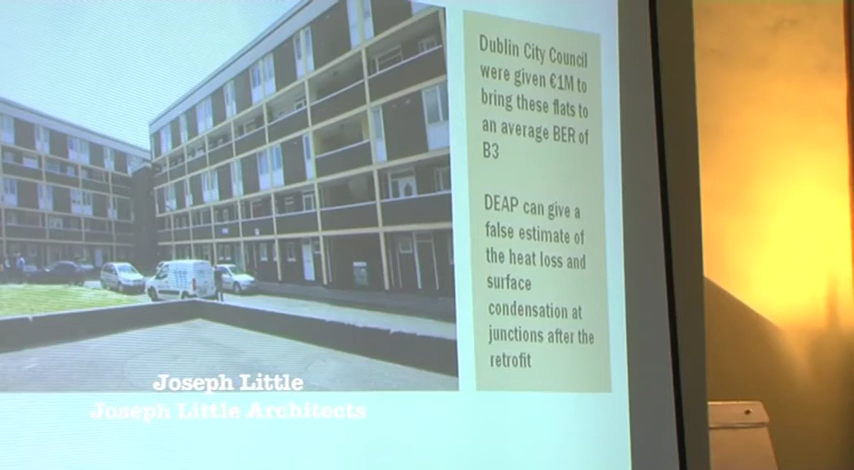 Dublin City Council
were given €1M to
bring these flats to
an average BER of
B3
DEAP can give a
false estimate of
the heat loss and
surface
condensation at
junctions after the
retrofit
Joseph Little
Joseph Little Architects